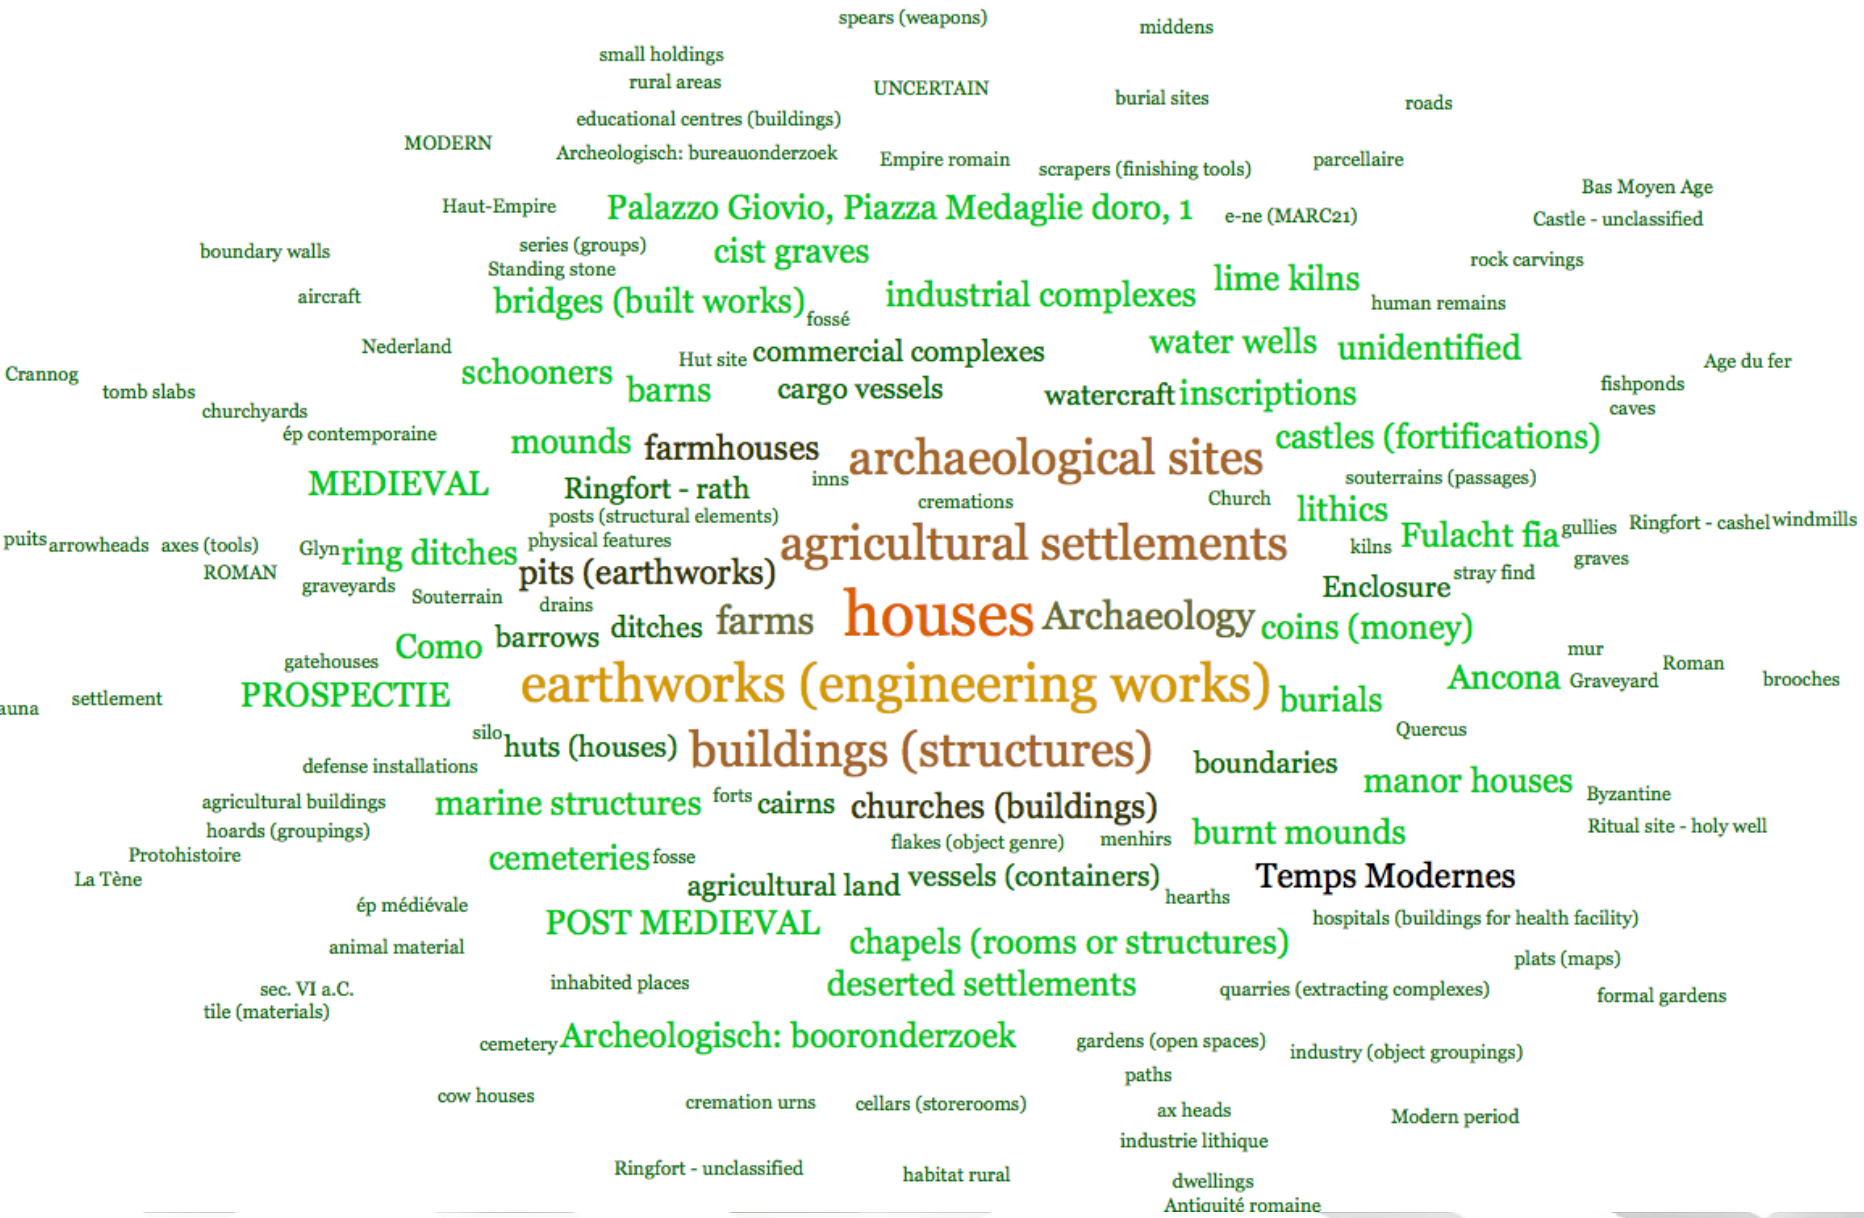 spears (weapons)
middens
small holdings
rural areas
UNCERTAIN
burial sites
roads
educational centres (buildings)
MODERN
Archeologisch: bureauonderzoek
Empire romain
scrapers (finishing tools)
parcellaire
Bas Moyen Age
Haut-Empire
Palazzo Giovio, Piazza Medaglie doro, 1
e-ne (MARC21)
Castle - unclassified
boundary walls
series (groups)
cist graves
Standing stone
rock carvings
lime kilns
aircraft
bridges (built works)
industrial complexes
human remains
fossé
Nederland
Hut site
commercial complexes
water wells
unidentified
Age du fer
Crannog
schooners
tomb slabs
barns
cargo vessels
watercraft
inscriptions
fishponds
churchyards
caves
ép contemporaine
mounds
farmhouses
archaeological sites
castles (fortifications)
MEDIEVAL
Ringfort - rath
inns
souterrains (passages)
cremations
Church
lithics
posts (structural elements)
puits
arrowheads
axes (tools)
Glyn
ring ditches
physical features
agricultural settlements
kilns
Fulacht fia
gullies
Ringfort - cashel
windmills
ROMAN
graveyards
pits (earthworks)
stray find
graves
Souterrain
drains
Enclosure
barrows
ditches
farms
houses
Archaeology
coins (money)
Como
gatehouses
mur
Roman
settlement
PROSPECTIE
earthworks (engineering works)
burials
Ancona
Graveyard
brooches
auna
silo
Quercus
huts (houses)
buildings (structures)
boundaries
defense installations
manor houses
agricultural buildings
marine structures
forts
cairns
churches (buildings)
Byzantine
hoards (groupings)
flakes (object genre)
menhirs
burnt mounds
Ritual site - holy well
Protohistoire
cemeteries
fosse
La Tène
agricultural land
vessels (containers)
Temps Modernes
hearths
ép médiévale
POST MEDIEVAL
hospitals (buildings for health facility)
animal material
chapels (rooms or structures)
plats (maps)
sec. VI a.C.
inhabited places
deserted settlements
quarries (extracting complexes)
formal gardens
tile (materials)
cemetery
Archeologisch: booronderzoek
gardens (open spaces)
industry (object groupings)
paths
cow houses
cremation urns
cellars (storerooms)
ax heads
Modern period
industrie lithique
Ringfort - unclassified
habitat rural
dwellings
Antiquité romaine